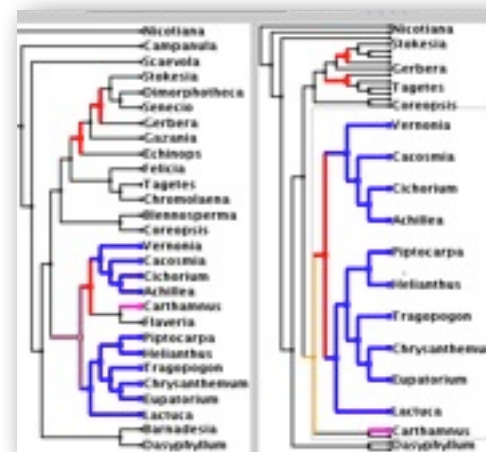 Nicotiana
Campanula
Scaevola
Stokesia
Dimorphotheca
Senecio
Gerbera
Gazania
Echinops
Felicia
Tagetes
Chromolaena
Blennosperma
Coreopsis
Vernonia
Cacosmia
Cichorium
Achillea
Carthamnus
Flaveria
Piptocarpa
Helianthus
Tragopogon
Chrysanthemum
Eupatorium
Lactuca
Barnadesia
Dasyphyllum
Nicotiana
Stokesia
Gerbera
Tagetes
Coreopsis
Vernonia
Cacosmia
Cichorium
Achillea
Piptocarpa
Helianthus
Tragopogon
Chrysanthemu
Eupatorium
Lactuca
Carthamnus
Dasyphyllum